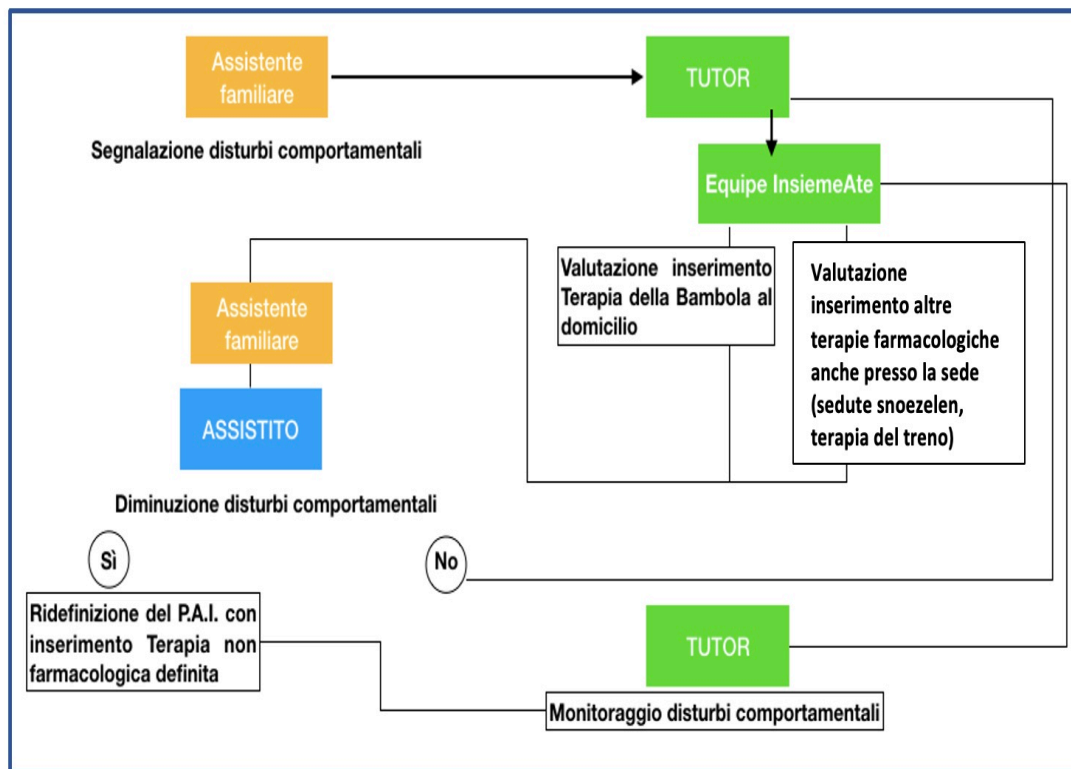 Assistente
familiare
TUTOR
Segnalazione disturbi comportamentali
Equipe InsiemeAte
Valutazione inserimento
Terapia della Bambola al
domicilio
Valutazione
inserimento altre
terapie farmacologiche
anche presso la sede
(sedute snoezelen,
terapia del treno)
Assistente
familiare
ASSISTITO
Diminuzione disturbi comportamentali
Sì
No
Ridefinizione del P.A.I. con
inserimento Terapia non
farmacologica definita
TUTOR
Monitoraggio disturbi comportamentali